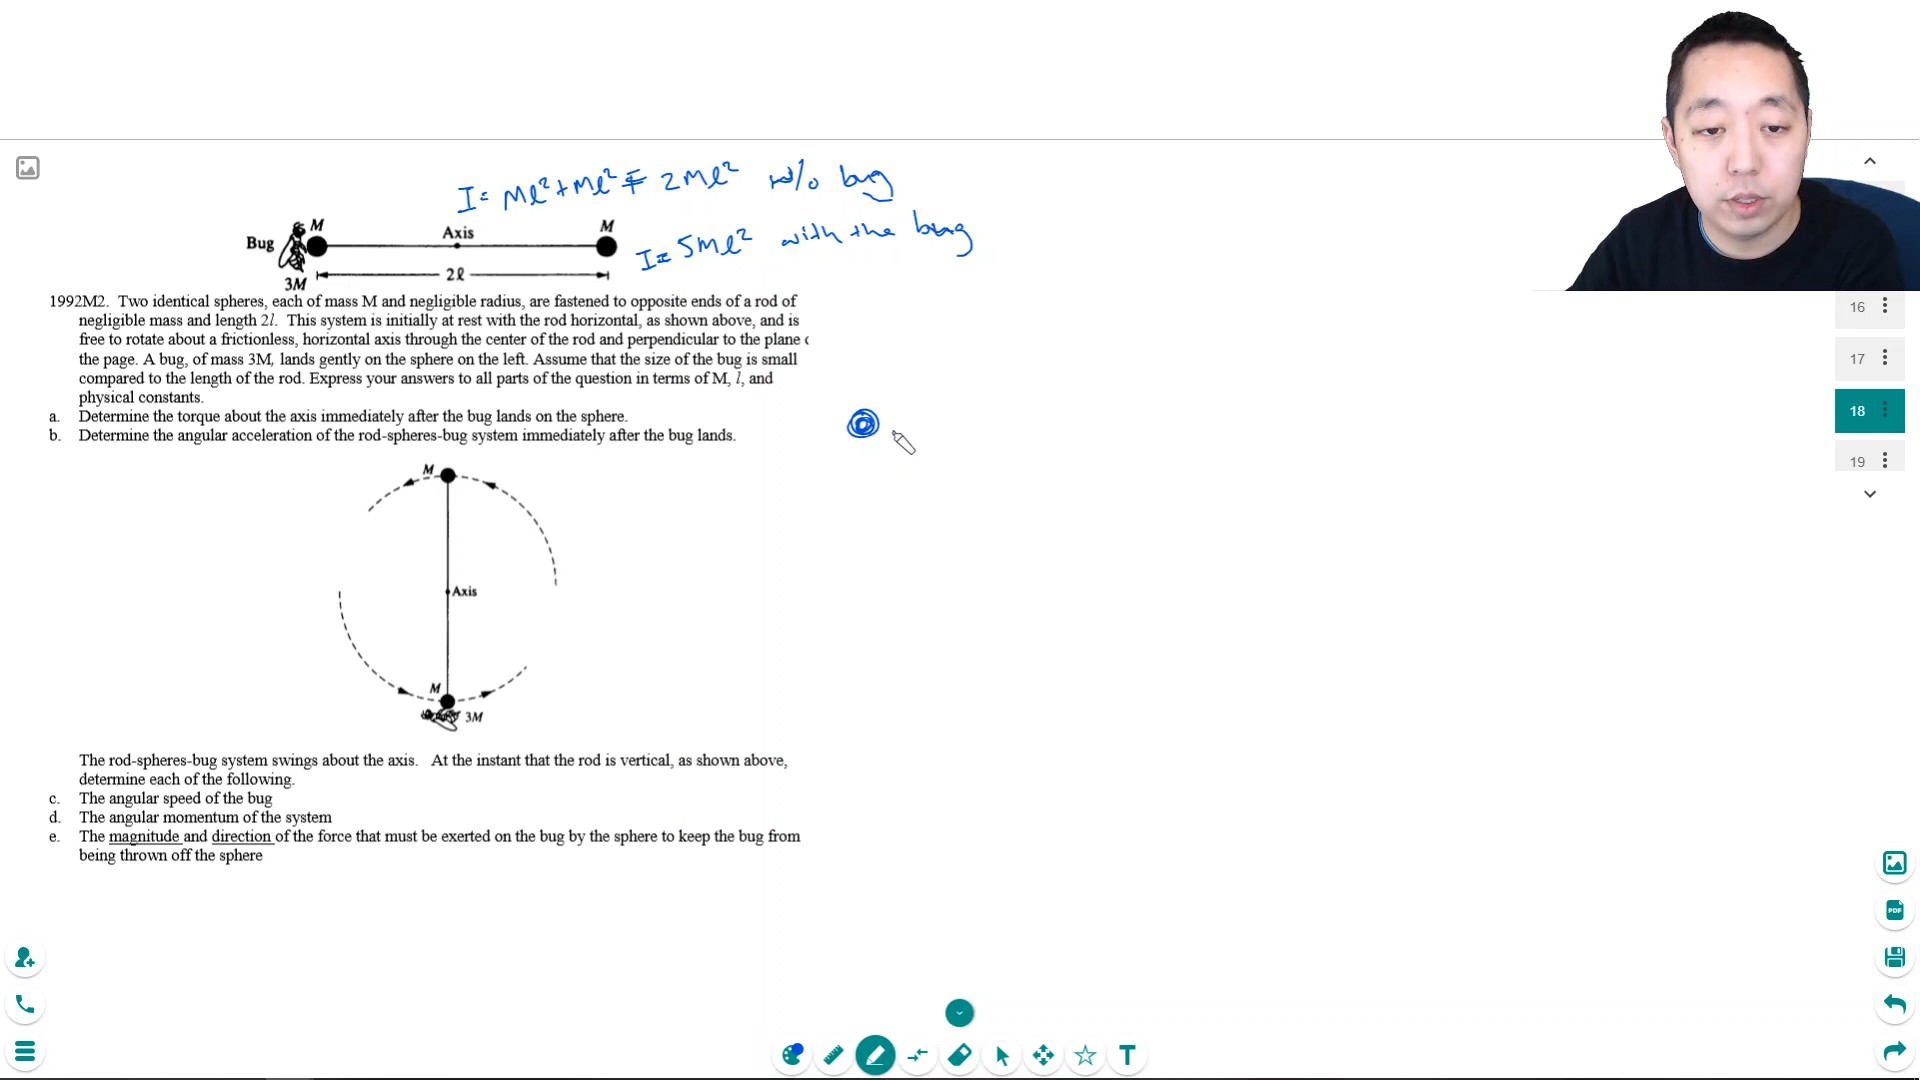 I = Ml² + Ml² = 2Ml² w/o bug
I = 5Ml² with the bug
M
M
Axis
Bug
2ℓ
3M
1992M2. Two identical spheres, each of mass M and negligible radius, are fastened to opposite ends of a rod of
negligible mass and length 2l. This system is initially at rest with the rod horizontal, as shown above, and is
free to rotate about a frictionless, horizontal axis through the center of the rod and perpendicular to the plane
the page. A bug, of mass 3M, lands gently on the sphere on the left. Assume that the size of the bug is small
compared to the length of the rod. Express your answers to all parts of the question in terms of M, l, and
physical constants.
a. Determine the torque about the axis immediately after the bug lands on the sphere.
b. Determine the angular acceleration of the rod-spheres-bug system immediately after the bug lands.
M
Axis
M
3M
The rod-spheres-bug system swings about the axis. At the instant that the rod is vertical, as shown above,
determine each of the following.
c. The angular speed of the bug
d. The angular momentum of the system
e. The magnitude and direction of the force that must be exerted on the bug by the sphere to keep the bug from
being thrown off the sphere
16
17
18
19
PDF
T